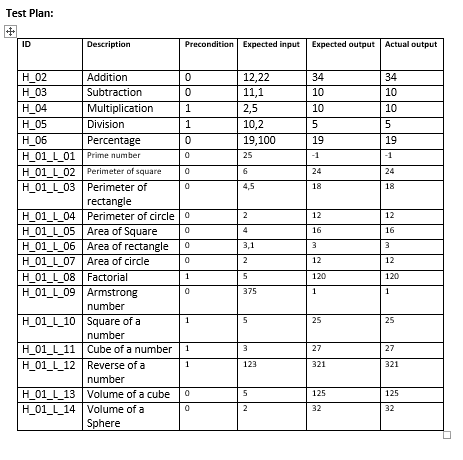 Test Plan:
ID Description Precondition Expected input Expected output Actual output
H_02 Addition 0 12,22 34 34
H_03 Subtraction 0 11,1 10 10
H_04 Multiplication 1 2,5 10 10
H_05 Division 1 10,2 5 5
H_06 Percentage 0 19,100 19 19
H_01_L_01 Prime number 0 25 -1 -1
H_01_L_02 Perimeter of square 0 6 24 24
H_01_L_03 Perimeter of 0 4,5 18 18
rectangle
H_01_L_04 Perimeter of circle 0 2 12 12
H_01_L_05 Area of Square 0 4 16 16
H_01_L_06 Area of rectangle 0 3,1 3 3
H_01_L_07 Area of circle 0 2 12 12
H_01_L_08 Factorial 1 5 120 120
H_01_L_09 Armstrong 0 375 1 1
number
H_01_L_10 Square of a 1 5 25 25
number
H_01_L_11 Cube of a number 1 3 27 27
H_01_L_12 Reverse of a 1 123 321 321
number
H_01_L_13 Volume of a cube 0 5 125 125
H_01_L_14 Volume of a 0 2 32 32
Sphere